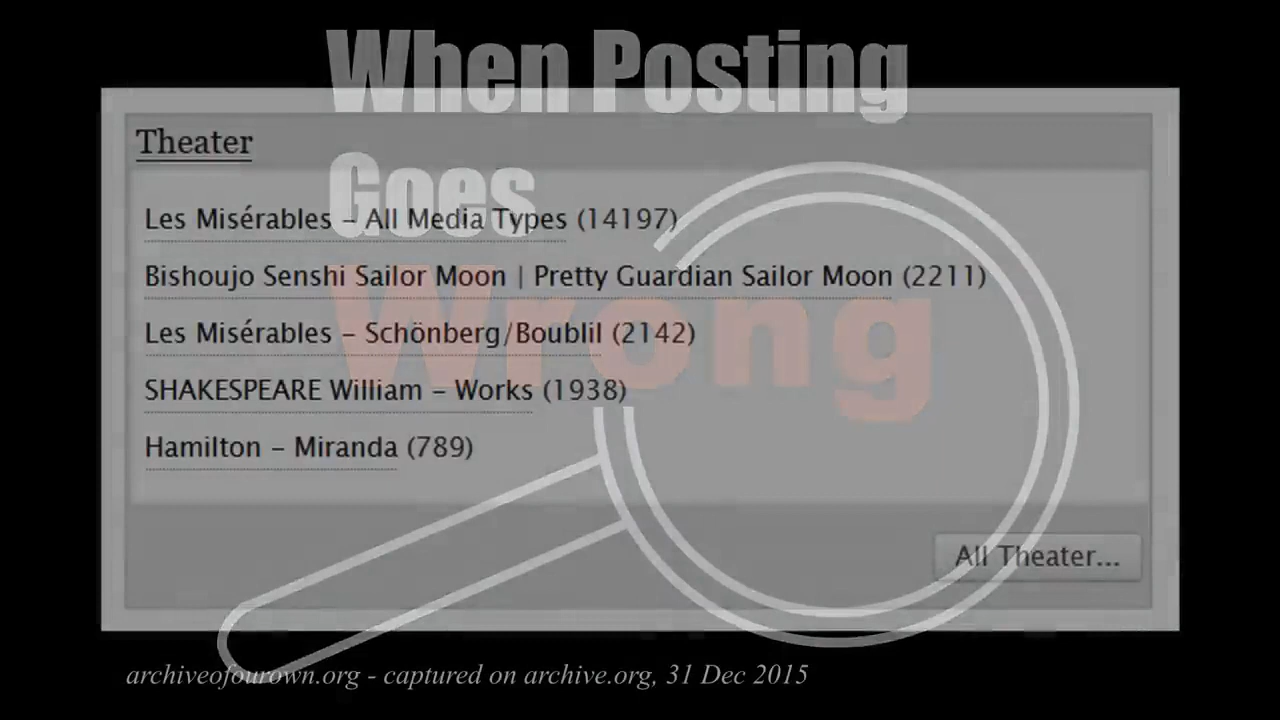 When Posting
Goes
Wrong
Theater
Les Misérables – All Media Types (14197)
Bishoujo Senshi Sailor Moon | Pretty Guardian Sailor Moon (2211)
Les Misérables – Schönberg/Boublil (2142)
SHAKESPEARE William – Works (1938)
Hamilton – Miranda (789)
All Theater...
archiveofourown.org - captured on archive.org, 31 Dec 2015